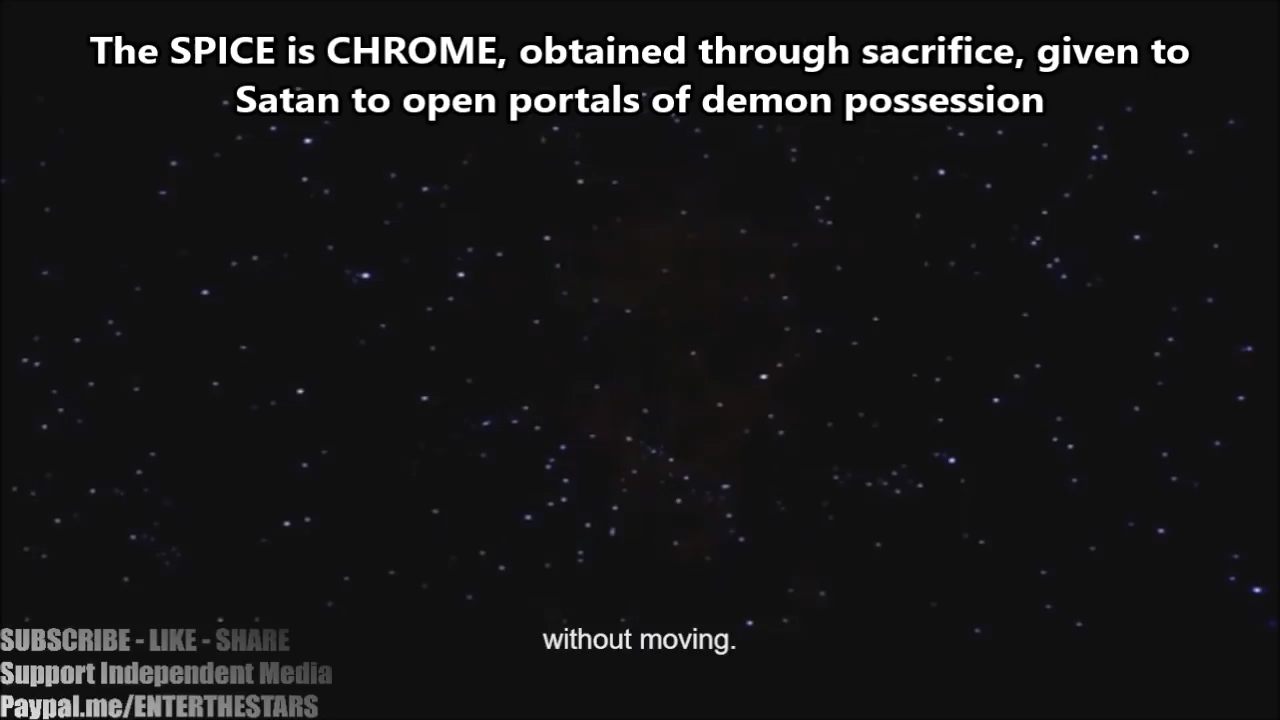 The SPICE is CHROME, obtained through sacrifice, given to
Satan to open portals of demon possession
without moving.
SUBSCRIBE - LIKE - SHARE
Support Independent Media
Paypal.me/ENTERTHESTARS